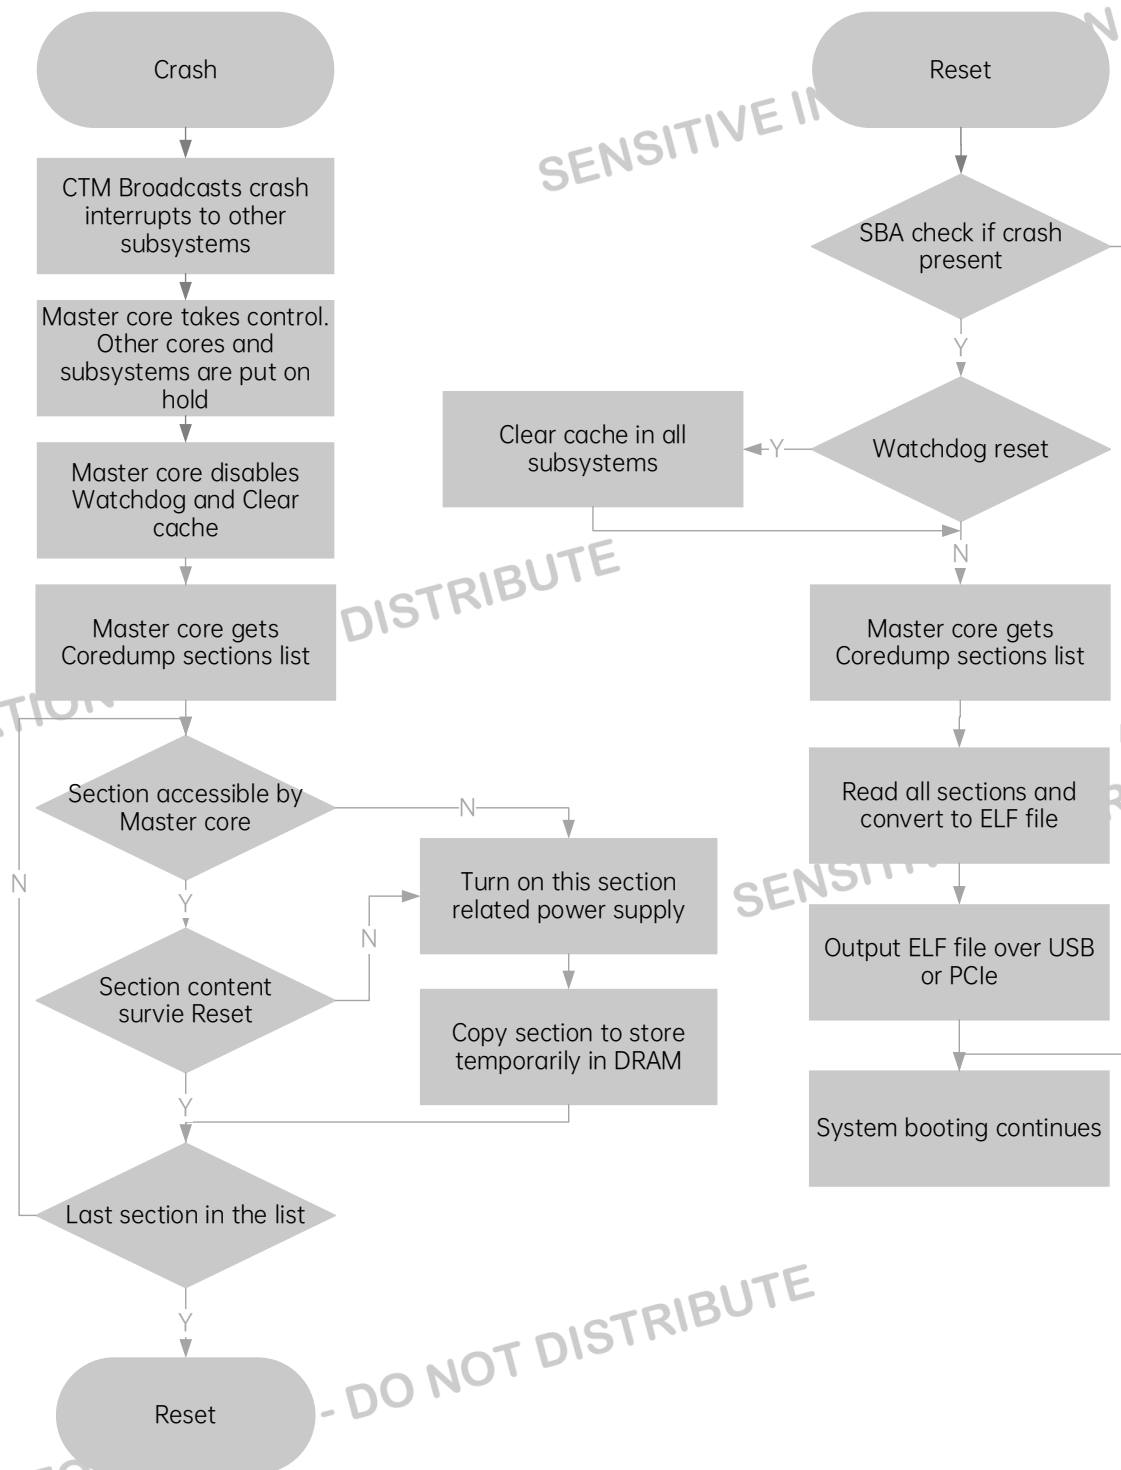 Crash
CTM Broadcasts crash
interrupts to other
subsystems
Master core takes control.
Other cores and
subsystems are put on
hold
Master core disables
Watchdog and Clear
cache
Master core gets
Coredump sections list
Section accessible by
Master core
N
Y
N
Section content
survie Reset
N
Turn on this section
related power supply
Copy section to store
temporarily in DRAM
Y
Last section in the list
Y
Reset
Reset
SBA check if crash
present
Y
Watchdog reset
Y
Clear cache in all
subsystems
N
Master core gets
Coredump sections list
Read all sections and
convert to ELF file
Output ELF file over USB
or PCIe
System booting continues
SENSITIVE
DISTRIBUTE
- DO NOT DISTRIBUTE